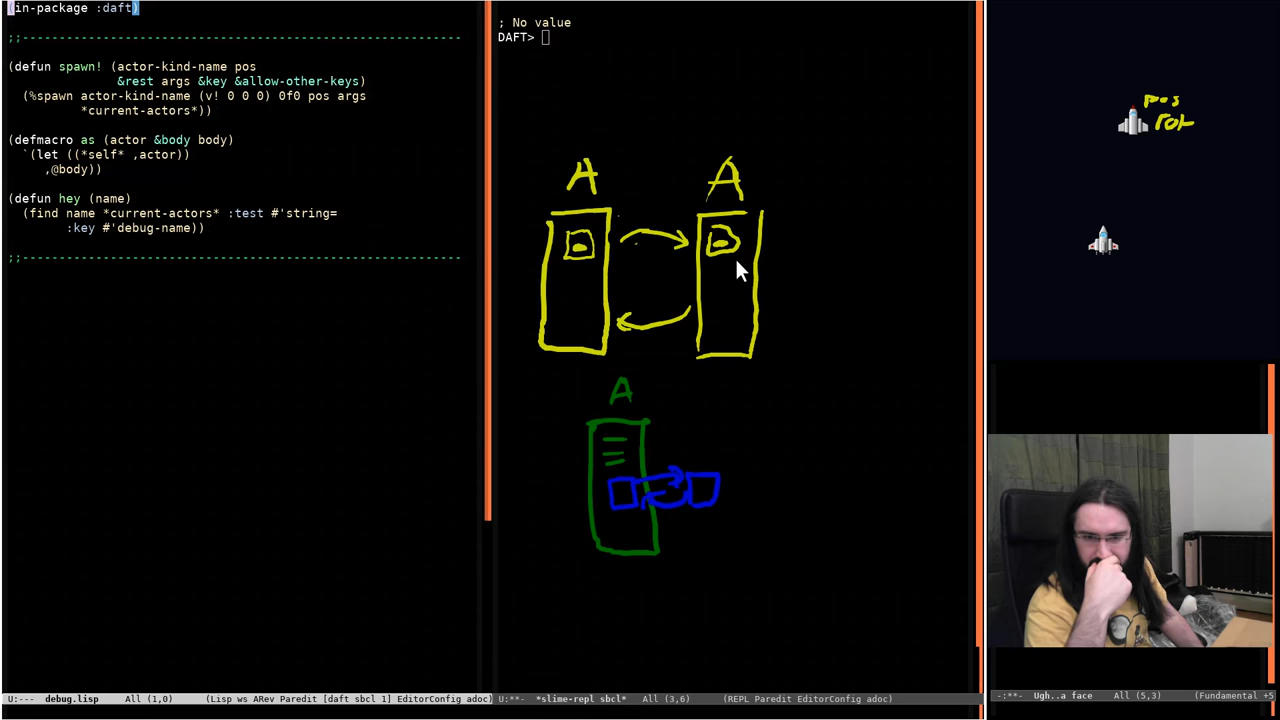 (in-package :daft)
;;----------------------------------------------------------
(defun spawn! (actor-kind-name pos
&rest args &key &allow-other-keys)
(%spawn actor-kind-name (v! 0 0 0) 0f0 pos args
*current-actors*))
(defmacro as (actor &body body)
`(let ((*self* ,actor))
,@body))
(defun hey (name)
(find name *current-actors* :test #'string=
:key #'debug-name))
;;----------------------------------------------------------
U:--- debug.lisp All (1,0) (Lisp ws ARev Paredit [daft sbcl 1] EditorConfig adoc)
; No value
DAFT>
A A
A
U:**- *slime-repl sbcl* All (3,6) (REPL Paredit EditorConfig adoc)
pos
rot
-:**- Ugh..a face All (5,3) (Fundamental +5